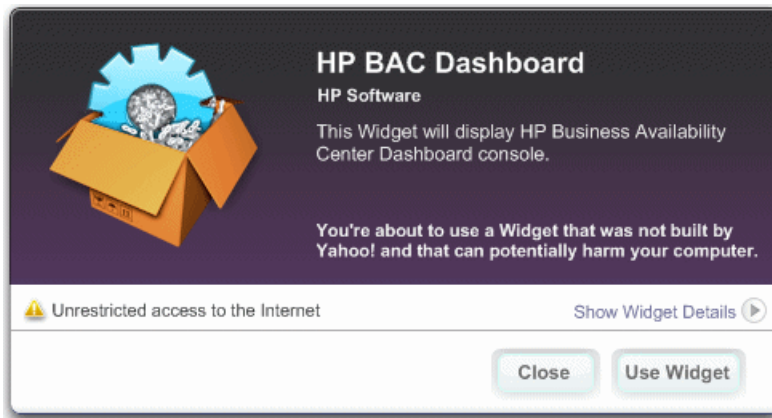 HP BAC Dashboard
HP Software
This Widget will display HP Business Availability
Center Dashboard console.
You're about to use a Widget that was not built by
Yahoo! and that can potentially harm your computer.
Unrestricted access to the Internet
Show Widget Details
Close
Use Widget